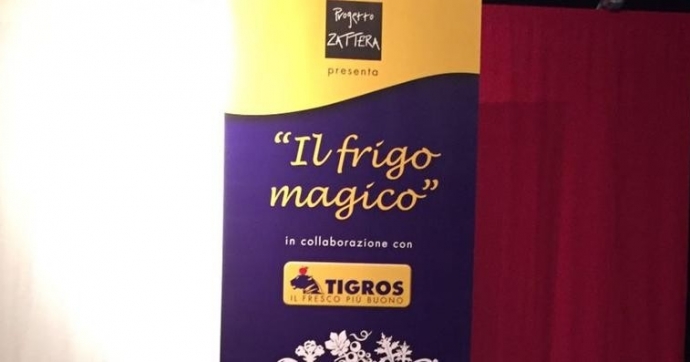 Progetto
ZATTERA
presenta
“Il frigo
magico”
in collaborazione con
TIGROS
IL FRESCO PIÙ BUONO